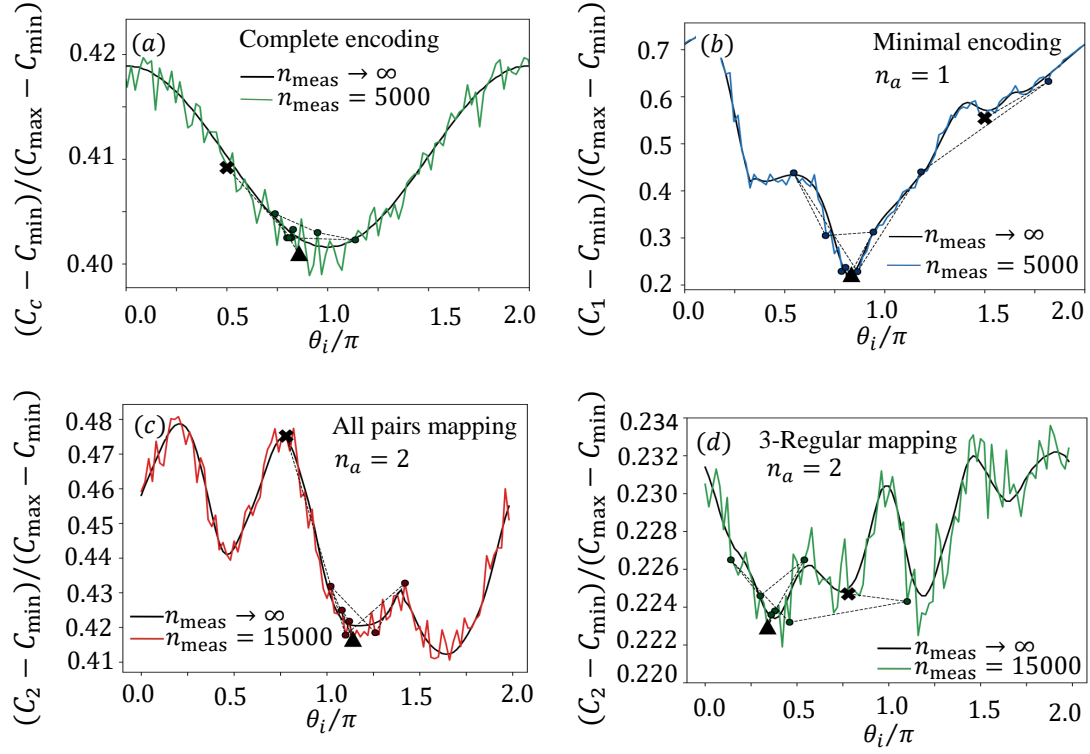 (a) Complete encoding
n_meas → ∞
n_meas = 5000
0.42
0.41
0.40
0.5 1.0 1.5 2.0
θ_i/π
(C_c − C_min)/(C_max − C_min)
(b) Minimal encoding
n_meas → ∞
n_a = 1
n_meas = 5000
0.7
0.6
0.5
0.4
0.3
0.2
n_meas → ∞
n_meas = 5000
0.0 0.5 1.0 1.5 2.0
θ_i/π
(C_1 − C_min)/(C_max − C_min)
(c) All pairs mapping
n_a = 2
0.48
0.47
0.46
0.45
0.44
0.43
0.42
0.41
n_meas → ∞
n_meas = 15000
0.0 0.5 1.0 1.5 2.0
θ_i/π
(C_2 − C_min)/(C_max − C_min)
(d) 3-Regular mapping
n_a = 2
0.234
0.232
0.230
0.228
0.226
0.224
0.222
0.220
n_meas → ∞
n_meas = 15000
0.0 0.5 1.0 1.5 2.0
θ_i/π
(C_2 − C_min)/(C_max − C_min)